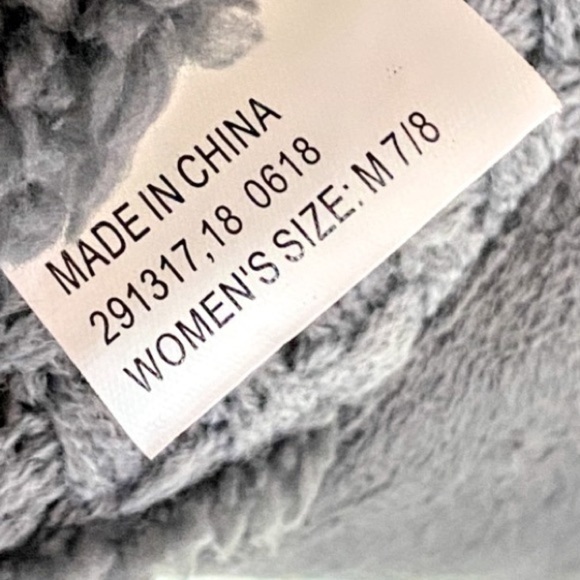 MADE IN CHINA
291317,18 0618
WOMEN'S SIZE: M 7/8